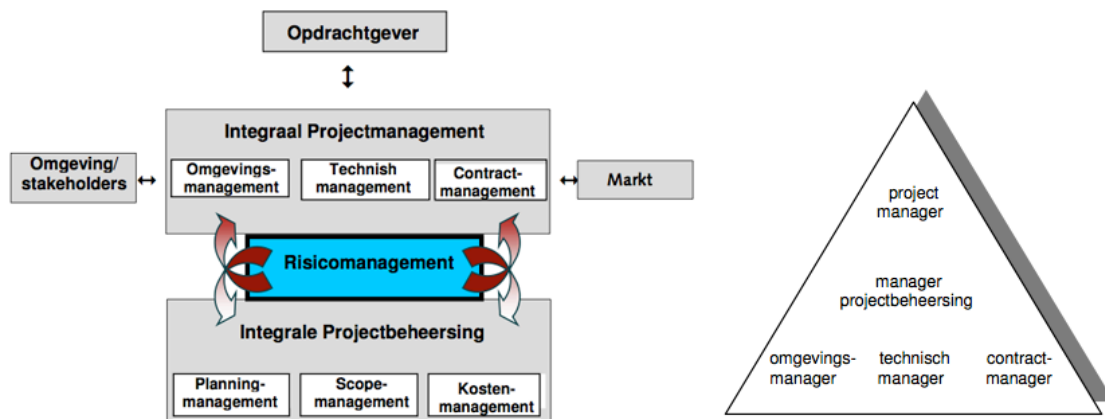 Opdrachtgever
Integraal Projectmanagement
Omgeving/
stakeholders
Omgevings-
management
Technish
management
Contract-
management
Markt
Risicomanagement
Integrale Projectbeheersing
Planning-
management
Scope-
management
Kosten-
management
project
manager
manager
projectbeheersing
omgevings-
manager
technisch
manager
contract-
manager